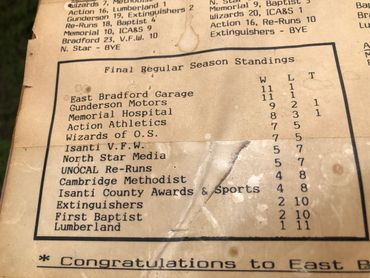 Wizards 7, Methodist
Action 16, Lumberland 1
Gunderson 19, Extinguishers 2
Re-Runs 18, Baptist 4
Memorial 10, ICA&S 9
Bradford 23, V.F.W. 10
N. Star - BYE
Memorial 9, Baptist 3
Wizards 20, ICA&S
Action 16, Re-Runs 10
Extinguishers - BYE
Final Regular Season Standings
W L T
East Bradford Garage 11 1
Gunderson Motors 11 1
Memorial Hospital 9 2 1
Action Athletics 8 3 1
Wizards of O.S. 7 5
Isanti V.F.W. 7 5
North Star Media 5 7
UNOCAL Re-Runs 5 7
Cambridge Methodist 4 8
Isanti County Awards & Sports 4 8
Extinguishers 2 10
First Baptist 2 10
Lumberland 1 11
* Congratulations to East B